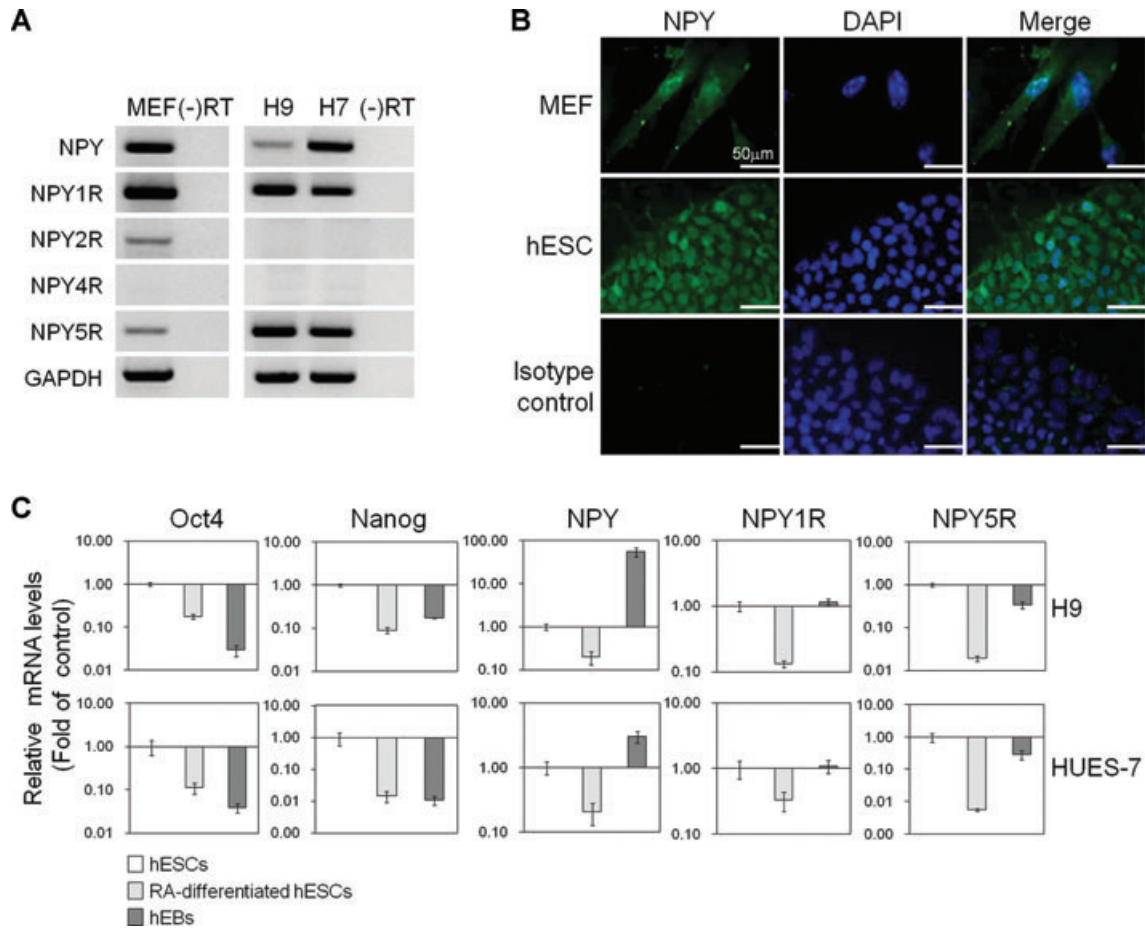 A
MEF (-)RT H9 H7 (-)RT
NPY
NPY1R
NPY2R
NPY4R
NPY5R
GAPDH
B
NPY DAPI Merge
MEF
50μm
hESC
Isotype
control
C
Relative mRNA levels
(Fold of control)
Oct4 Nanog NPY NPY1R NPY5R
10.00 10.00 100.00 10.00 10.00
1.00 1.00 10.00 1.00 1.00
0.10 0.10 1.00 0.10 0.10
0.01 0.01 0.10 0.01
H9
10.00 10.00 10.00 10.00 10.00
1.00 1.00 1.00 1.00 1.00
0.10 0.10 0.10 0.10 0.10
0.01 0.01 0.01
0.00 0.00
HUES-7
hESCs
RA-differentiated hESCs
hEBs